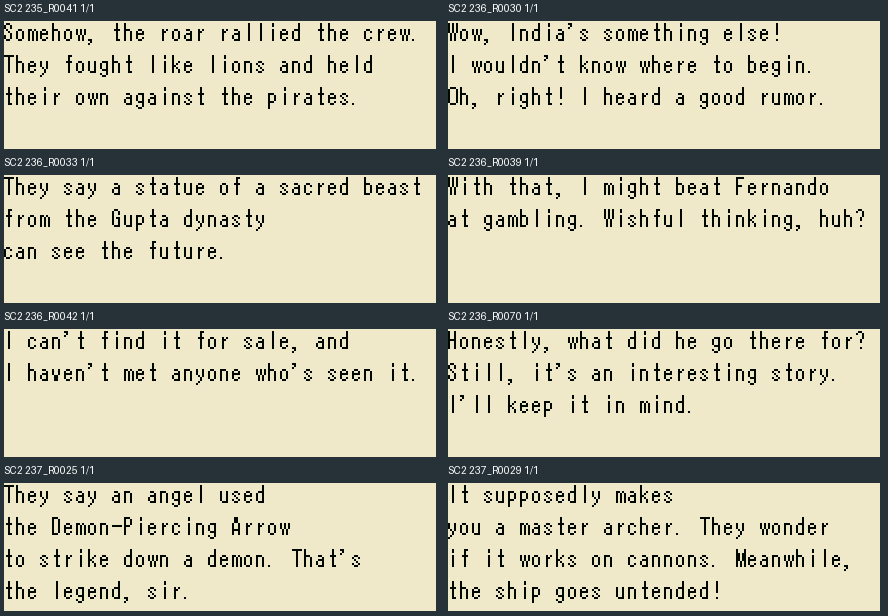 SC2 235_R0041 1/1
Somehow, the roar rallied the crew.
They fought like lions and held
their own against the pirates.
SC2 236_R0030 1/1
Wow, India's something else!
I wouldn't know where to begin.
Oh, right! I heard a good rumor.
SC2 236_R0033 1/1
They say a statue of a sacred beast
from the Gupta dynasty
can see the future.
SC2 236_R0039 1/1
With that, I might beat Fernando
at gambling. Wishful thinking, huh?
SC2 236_R0042 1/1
I can't find it for sale, and
I haven't met anyone who's seen it.
SC2 236_R0070 1/1
Honestly, what did he go there for?
Still, it's an interesting story.
I'll keep it in mind.
SC2 237_R0025 1/1
They say an angel used
the Demon-Piercing Arrow
to strike down a demon. That's
the legend, sir.
SC2 237_R0029 1/1
It supposedly makes
you a master archer. They wonder
if it works on cannons. Meanwhile,
the ship goes untended!